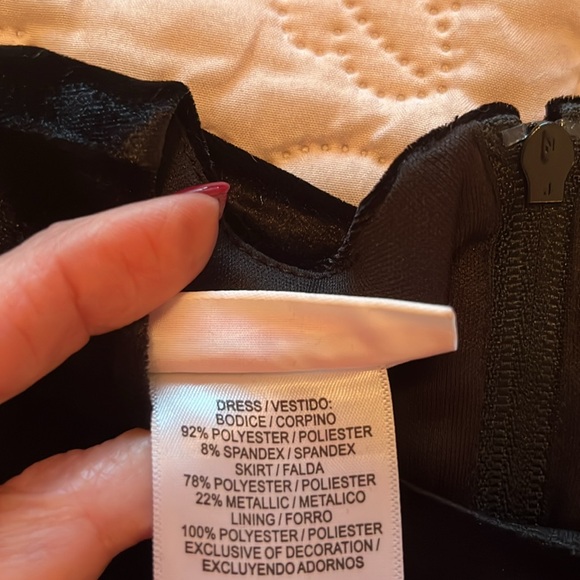 DRESS / VESTIDO:
BODICE / CORPINO
92% POLYESTER / POLIESTER
8% SPANDEX / SPANDEX
SKIRT / FALDA
78% POLYESTER / POLIESTER
22% METALLIC / METALICO
LINING / FORRO
100% POLYESTER / POLIESTER
EXCLUSIVE OF DECORATION /
EXCLUYENDO ADORNOS